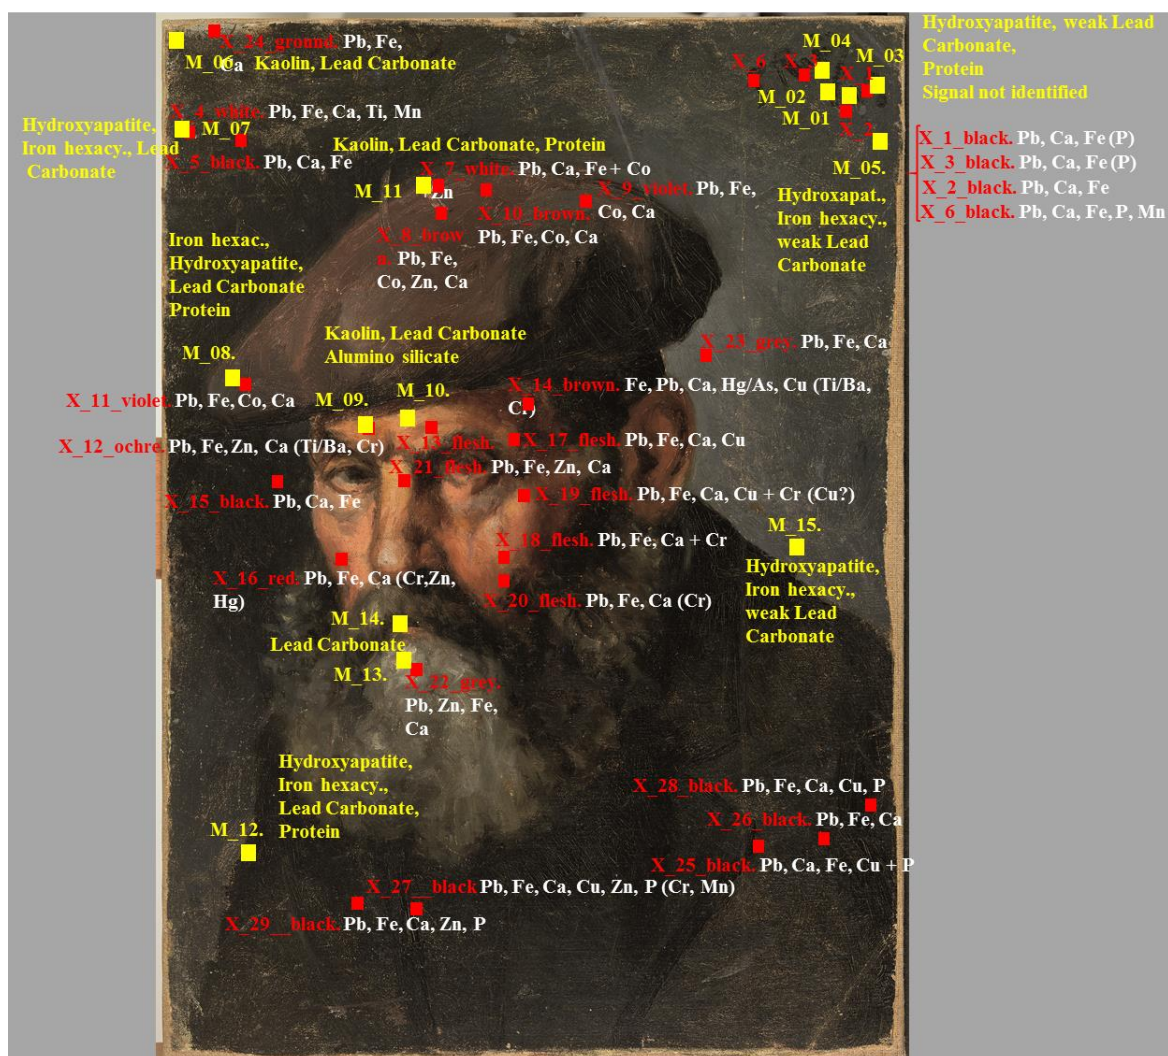 X_24_ground. Pb, Fe,
Ca
M_06
Kaolin, Lead Carbonate
Hydroxyapatite, weak Lead
Carbonate,
Protein
Signal not identified
M_04
M_03
X_6
X_3
X_1
M_02
M_01
X_2
M_05.
Hydroxapat.,
Iron hexacy.,
weak Lead
Carbonate
X_1_black. Pb, Ca, Fe (P)
X_3_black. Pb, Ca, Fe (P)
X_2_black. Pb, Ca, Fe
X_6_black. Pb, Ca, Fe, P, Mn
X_4_white. Pb, Fe, Ca, Ti, Mn
Hydroxyapatite,
Iron hexacy., Lead
Carbonate
M_07
X_5_black. Pb, Ca, Fe
Kaolin, Lead Carbonate, Protein
X_7_white. Pb, Ca, Fe + Co
+Zn
M_11
X_9_violet. Pb, Fe,
Co, Ca
X_10_brown.
Pb, Fe, Co, Ca
X_8_brow
n. Pb, Fe,
Co, Zn, Ca
Iron hexac.,
Hydroxyapatite,
Lead Carbonate
Protein
M_08.
Kaolin, Lead Carbonate
Alumino silicate
X_23_grey. Pb, Fe, Ca
M_09.
M_10.
X_14_brown. Fe, Pb, Ca, Hg/As, Cu (Ti/Ba,
Cr)
X_11_violet. Pb, Fe, Co, Ca
X_12_ochre. Pb, Fe, Zn, Ca (Ti/Ba, Cr)
X_13_flesh.
X_17_flesh. Pb, Fe, Ca, Cu
X_21_flesh. Pb, Fe, Zn, Ca
X_15_black. Pb, Ca, Fe
X_19_flesh. Pb, Fe, Ca, Cu + Cr (Cu?)
M_15.
Hydroxyapatite,
Iron hexacy.,
weak Lead
Carbonate
X_18_flesh. Pb, Fe, Ca + Cr
X_16_red. Pb, Fe, Ca (Cr,Zn,
Hg)
X_20_flesh. Pb, Fe, Ca (Cr)
M_14.
Lead Carbonate
M_13.
X_22_grey.
Pb, Zn, Fe,
Ca
Hydroxyapatite,
Iron hexacy.,
Lead Carbonate,
Protein
M_12.
X_28_black. Pb, Fe, Ca, Cu, P
X_26_black. Pb, Fe, Ca
X_25_black. Pb, Ca, Fe, Cu + P
X_27__black Pb, Fe, Ca, Cu, Zn, P (Cr, Mn)
X_29__black. Pb, Fe, Ca, Zn, P